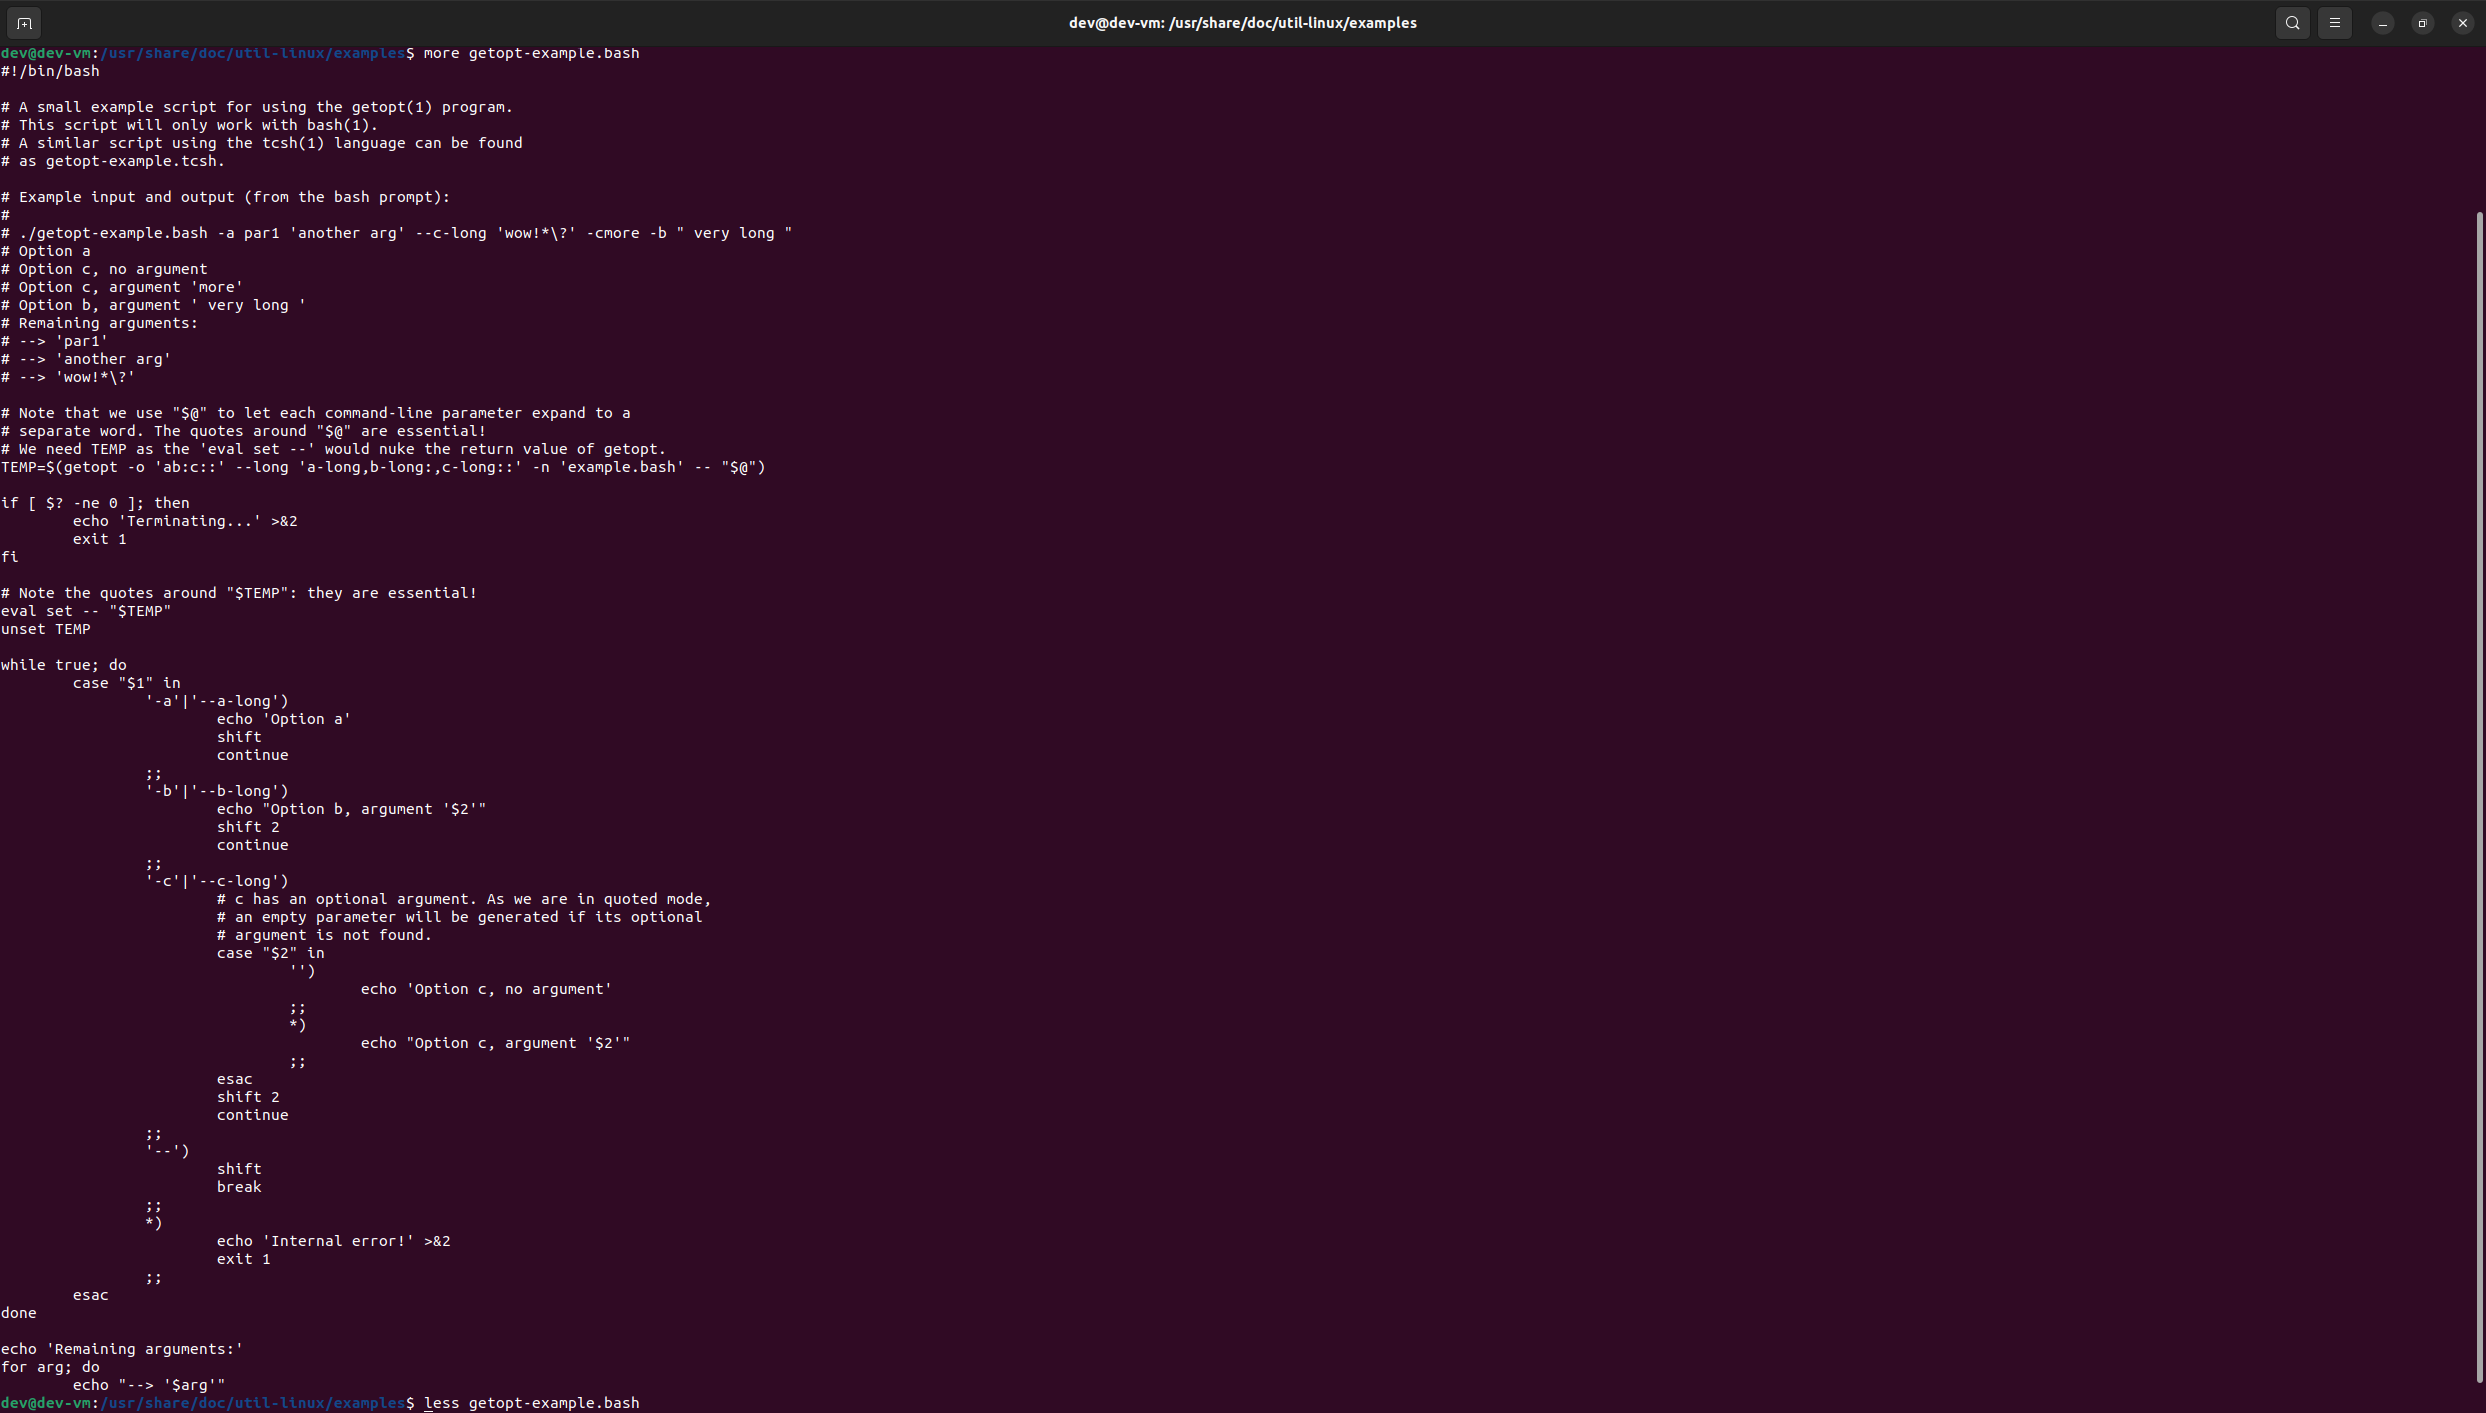 dev@dev-vm: /usr/share/doc/util-linux/examples
dev@dev-vm:/usr/share/doc/util-linux/examples$ more getopt-example.bash
#!/bin/bash

# A small example script for using the getopt(1) program.
# This script will only work with bash(1).
# A similar script using the tcsh(1) language can be found
# as getopt-example.tcsh.

# Example input and output (from the bash prompt):
#
# ./getopt-example.bash -a par1 'another arg' --c-long 'wow!*\?' -cmore -b " very long "
# Option a
# Option c, no argument
# Option c, argument 'more'
# Option b, argument ' very long '
# Remaining arguments:
# --> 'par1'
# --> 'another arg'
# --> 'wow!*\?'

# Note that we use "$@" to let each command-line parameter expand to a
# separate word. The quotes around "$@" are essential!
# We need TEMP as the 'eval set --' would nuke the return value of getopt.
TEMP=$(getopt -o 'ab:c::' --long 'a-long,b-long:,c-long::' -n 'example.bash' -- "$@")

if [ $? -ne 0 ]; then
        echo 'Terminating...' >&2
        exit 1
fi

# Note the quotes around "$TEMP": they are essential!
eval set -- "$TEMP"
unset TEMP

while true; do
        case "$1" in
                '-a'|'--a-long')
                        echo 'Option a'
                        shift
                        continue
                ;;
                '-b'|'--b-long')
                        echo "Option b, argument '$2'"
                        shift 2
                        continue
                ;;
                '-c'|'--c-long')
                        # c has an optional argument. As we are in quoted mode,
                        # an empty parameter will be generated if its optional
                        # argument is not found.
                        case "$2" in
                                '')
                                        echo 'Option c, no argument'
                                ;;
                                *)
                                        echo "Option c, argument '$2'"
                                ;;
                        esac
                        shift 2
                        continue
                ;;
                '--')
                        shift
                        break
                ;;
                *)
                        echo 'Internal error!' >&2
                        exit 1
                ;;
        esac
done

echo 'Remaining arguments:'
for arg; do
        echo "--> '$arg'"
dev@dev-vm:/usr/share/doc/util-linux/examples$ less getopt-example.bash